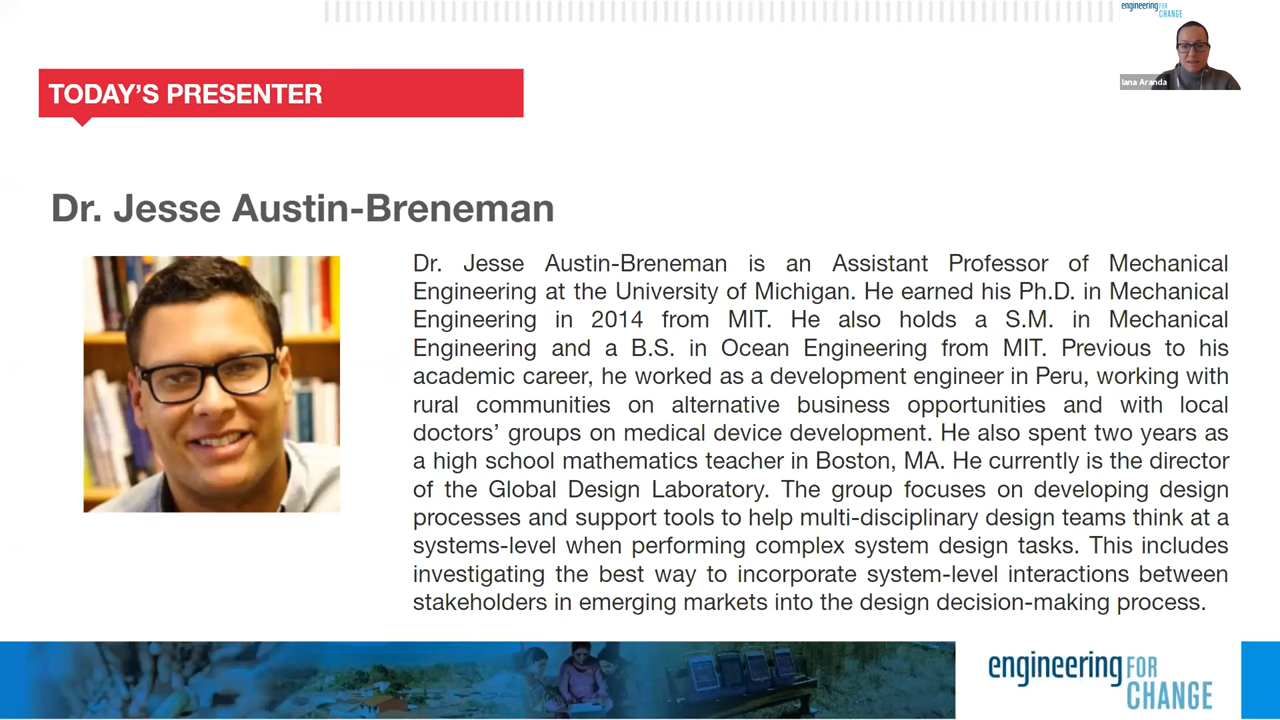 engineering FOR
CHANGE
Iana Aranda
TODAY'S PRESENTER
Dr. Jesse Austin-Breneman
Dr. Jesse Austin-Breneman is an Assistant Professor of Mechanical
Engineering at the University of Michigan. He earned his Ph.D. in Mechanical
Engineering in 2014 from MIT. He also holds a S.M. in Mechanical
Engineering and a B.S. in Ocean Engineering from MIT. Previous to his
academic career, he worked as a development engineer in Peru, working with
rural communities on alternative business opportunities and with local
doctors' groups on medical device development. He also spent two years as
a high school mathematics teacher in Boston, MA. He currently is the director
of the Global Design Laboratory. The group focuses on developing design
processes and support tools to help multi-disciplinary design teams think at a
systems-level when performing complex system design tasks. This includes
investigating the best way to incorporate system-level interactions between
stakeholders in emerging markets into the design decision-making process.
engineering FOR
CHANGE